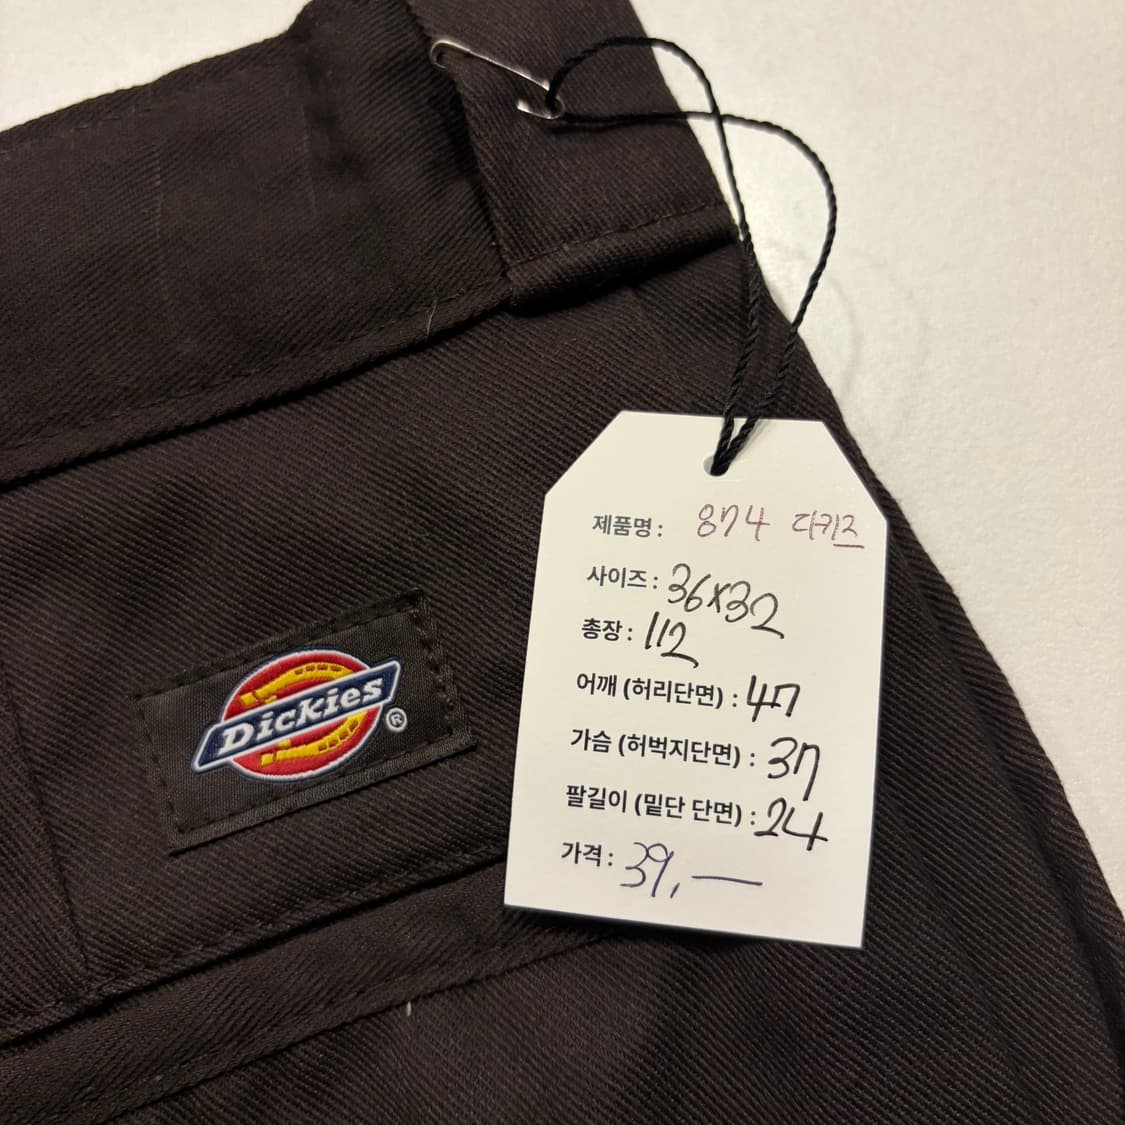 제품명 : 874 디키즈
사이즈 : 36x32
총장 : 112
어깨 (허리단면) : 47
가슴 (허벅지단면) : 37
팔길이 (밑단 단면) : 24
가격 : 39,—
Dickies ®